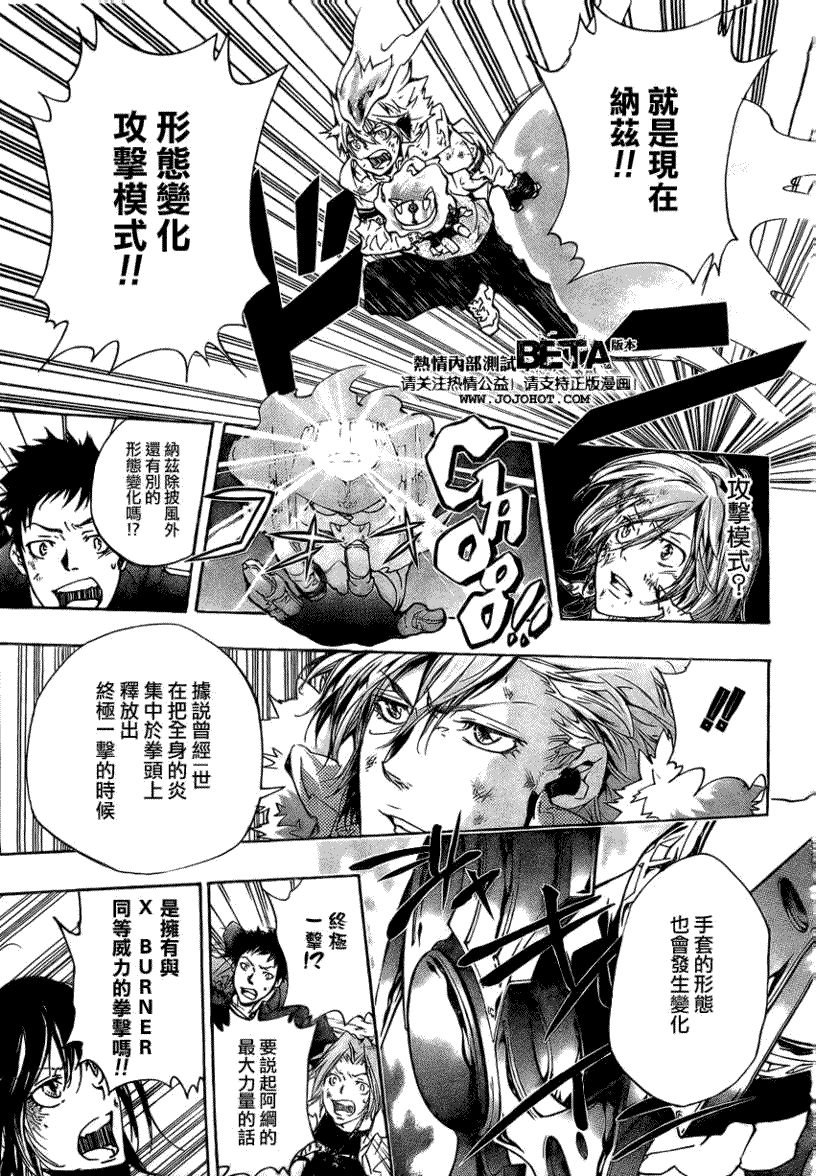 就是現在
納茲!!
形態變化
攻擊模式!!
熱情內部測試BETA版本
请关注热情公益! 请支持正版漫画!
WWW.JOJOHOT.COM
攻擊模式?
GAOOO!!
納茲除披風外
還有別的
形態變化嗎!?
!!
據說曾經一世
在把全身的炎
集中於拳頭上
釋放出
終極一擊的時候
手套的形態
也會發生變化
終極
一擊!?
要說起阿綱的
最大力量的話
是擁有與
X BURNER
同等威力的拳擊嗎!!